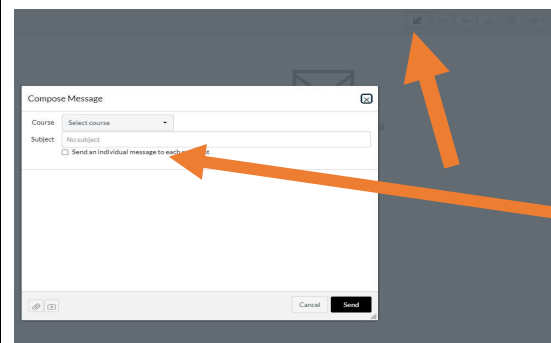 Compose Message
Course Select course
Subject No subject
Send an individual message to each
Cancel Send